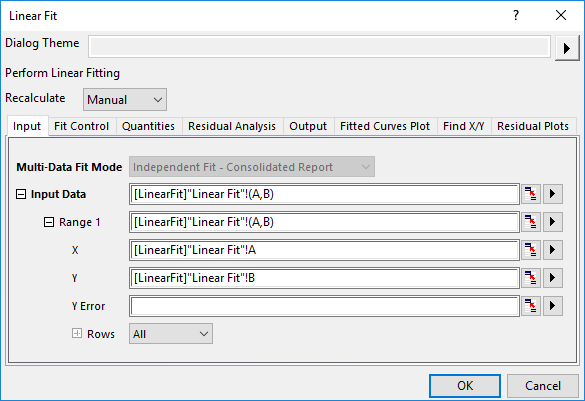 Linear Fit ?
Dialog Theme
Perform Linear Fitting
Recalculate Manual
Input Fit Control Quantities Residual Analysis Output Fitted Curves Plot Find X/Y Residual Plots
Multi-Data Fit Mode Independent Fit - Consolidated Report
Input Data [LinearFit]"Linear Fit"!(A,B)
Range 1 [LinearFit]"Linear Fit"!(A,B)
X [LinearFit]"Linear Fit"!A
Y [LinearFit]"Linear Fit"!B
Y Error
Rows All
OK Cancel